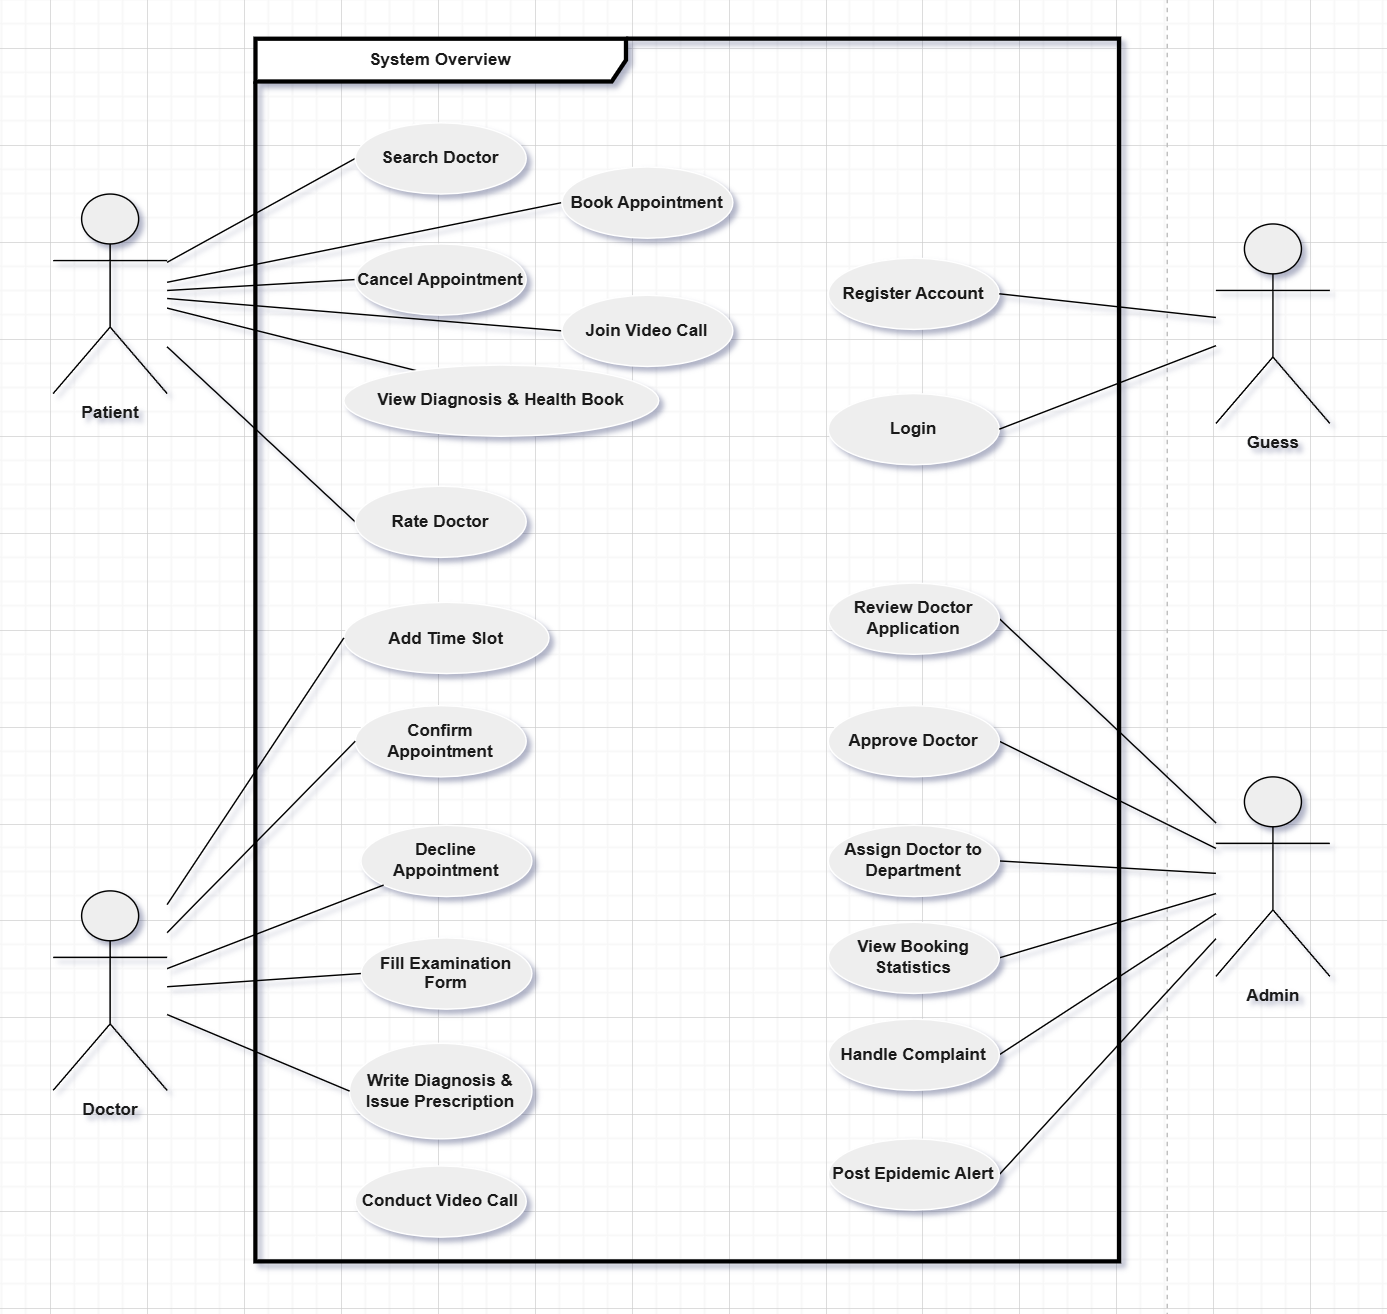 System Overview
Search Doctor
Book Appointment
Cancel Appointment
Join Video Call
View Diagnosis & Health Book
Rate Doctor
Patient
Register Account
Login
Guess
Add Time Slot
Confirm
Appointment
Decline
Appointment
Fill Examination
Form
Write Diagnosis &
Issue Prescription
Conduct Video Call
Doctor
Review Doctor
Application
Approve Doctor
Assign Doctor to
Department
View Booking
Statistics
Handle Complaint
Post Epidemic Alert
Admin